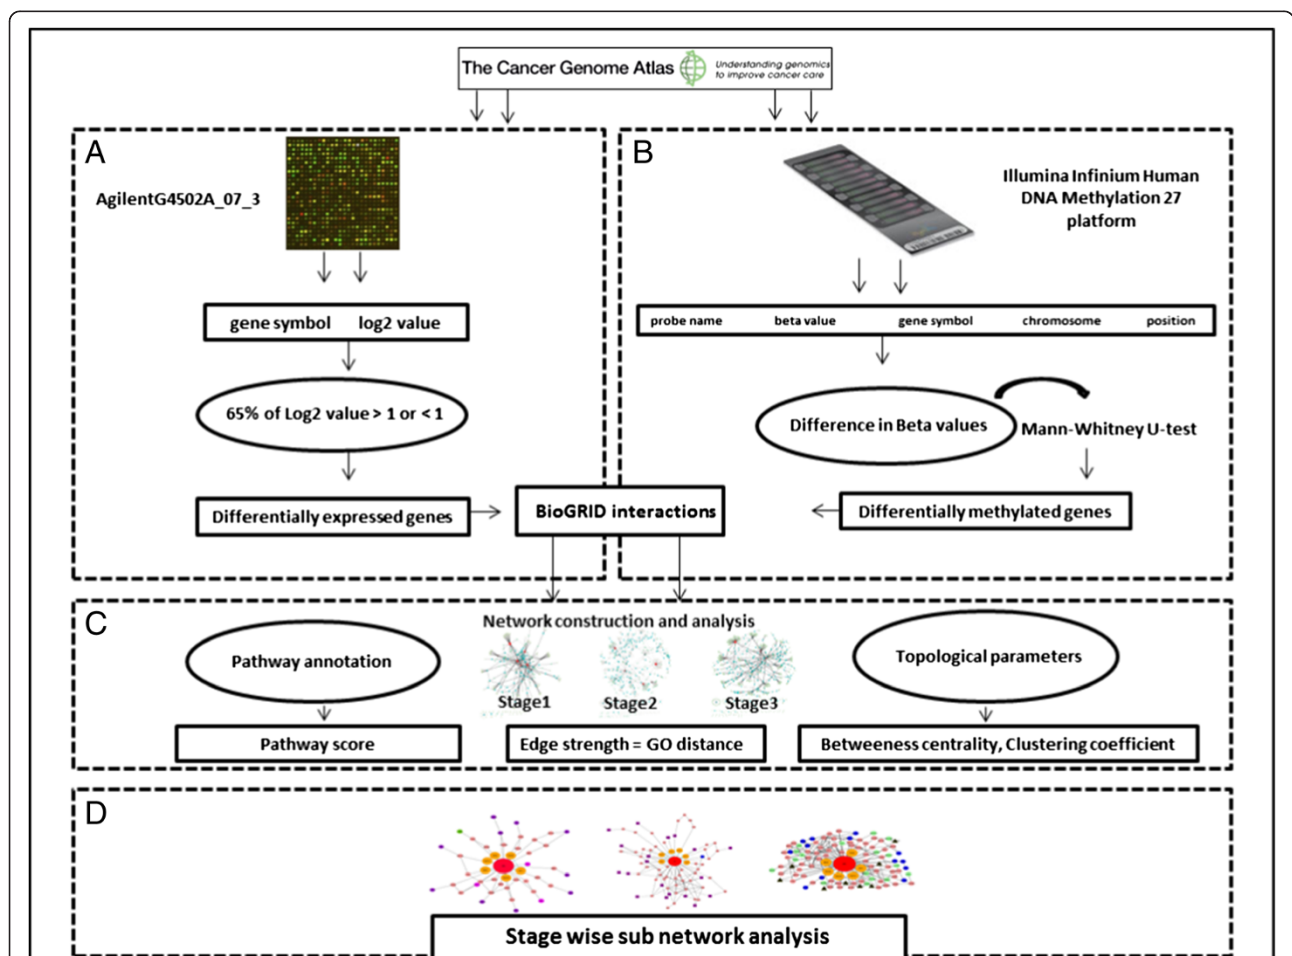 The Cancer Genome Atlas
Understanding genomics
to improve cancer care
A
AgilentG4502A_07_3
gene symbol log2 value
65% of Log2 value > 1 or < 1
Differentially expressed genes
B
Illumina Infinium Human
DNA Methylation 27
platform
probe name beta value gene symbol chromosome position
Difference in Beta values
Mann-Whitney U-test
Differentially methylated genes
BioGRID interactions
C
Network construction and analysis
Pathway annotation
Pathway score
Stage1 Stage2 Stage3
Edge strength = GO distance
Topological parameters
Betweeness centrality, Clustering coefficient
D
Stage wise sub network analysis